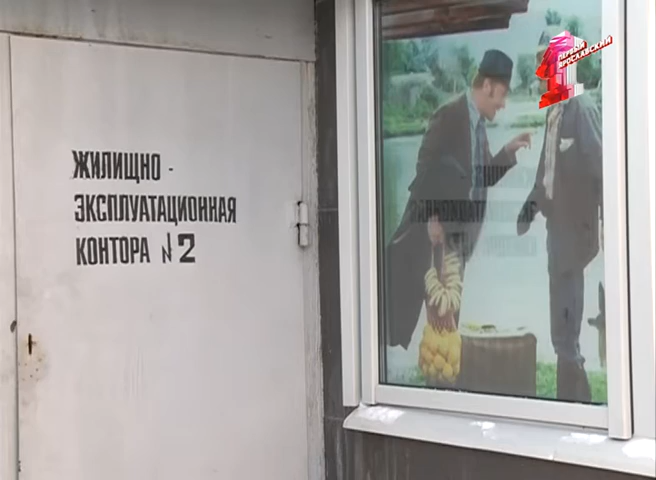 ЖИЛИЩНО -
ЭКСПЛУАТАЦИОННАЯ
КОНТОРА №2
ПЕРВЫЙ
ЯРОСЛАВСКИЙ